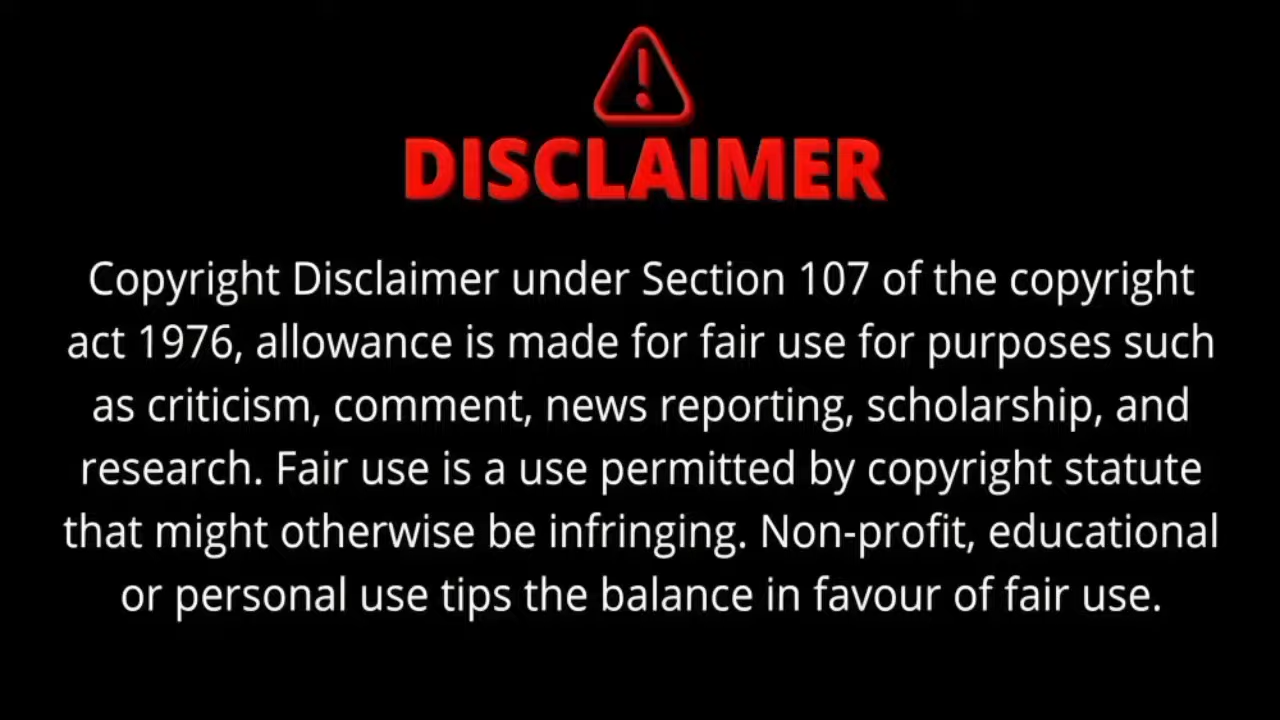 DISCLAIMER
Copyright Disclaimer under Section 107 of the copyright
act 1976, allowance is made for fair use for purposes such
as criticism, comment, news reporting, scholarship, and
research. Fair use is a use permitted by copyright statute
that might otherwise be infringing. Non-profit, educational
or personal use tips the balance in favour of fair use.